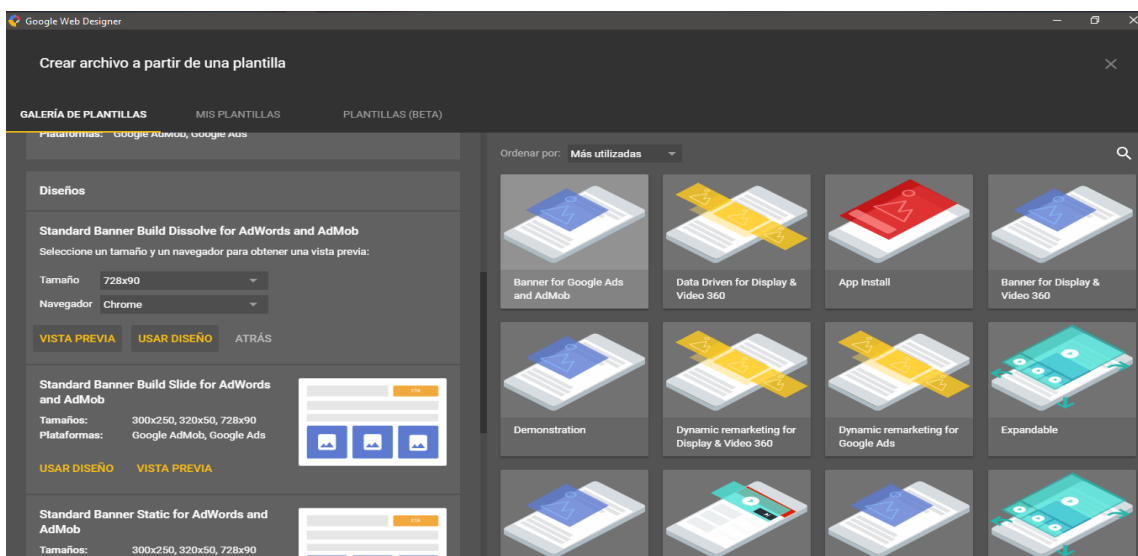 Google Web Designer
Crear archivo a partir de una plantilla
GALERÍA DE PLANTILLAS
MIS PLANTILLAS
PLANTILLAS (BETA)
Plataformas: Google AdMob, Google Ads
Diseños
Standard Banner Build Dissolve for AdWords and AdMob
Seleccione un tamaño y un navegador para obtener una vista previa:
Tamaño 728x90
Navegador Chrome
VISTA PREVIA USAR DISEÑO ATRÁS
Standard Banner Build Slide for AdWords
and AdMob
Tamaños: 300x250, 320x50, 728x90
Plataformas: Google AdMob, Google Ads
USAR DISEÑO VISTA PREVIA
Standard Banner Static for AdWords and
AdMob
Tamaños: 300x250, 320x50, 728x90
Ordenar por: Más utilizadas
Banner for Google Ads
and AdMob
Data Driven for Display &
Video 360
App Install
Banner for Display &
Video 360
Demonstration
Dynamic remarketing for
Display & Video 360
Dynamic remarketing for
Google Ads
Expandable